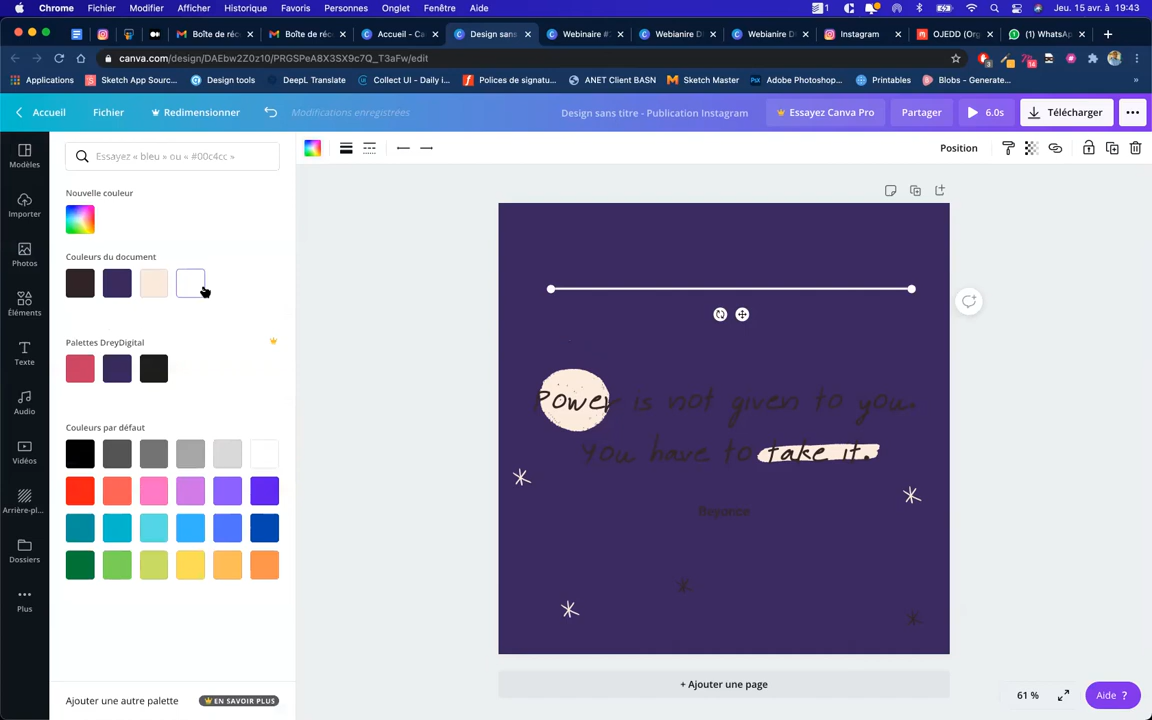 Chrome Fichier Modifier Afficher Historique Favoris Personnes Onglet Fenêtre Aide 1 Jeu. 15 avr. à 19:43
Boîte de réc Boîte de réc Accueil - Ca Design sans Webinaire # Webianire D Webianire D Instagram OJEDD (Org (1) WhatsA
canva.com/design/DAEbw2Z0z10/PRGSPeA8X3SX9c7Q_T3aFw/edit
Applications Sketch App Sourc... Design tools DeepL Translate Collect UI - Daily i... Polices de signatu... ANET Client BASN Sketch Master Adobe Photoshop... Printables Blobs - Generate...
Accueil Fichier Redimensionner Modifications enregistrées Design sans titre - Publication Instagram Essayez Canva Pro Partager 6.0s Télécharger
Essayez « bleu » ou « #00c4cc » Position
Modèles
Nouvelle couleur
Importer
Couleurs du document
Photos
Éléments
Palettes DreyDigital
Texte
Audio
Couleurs par défaut
Vidéos
Arrière-pl...
Dossiers
Plus
Power is not given to you.
You have to take it.
Beyonce
+ Ajouter une page
Ajouter une autre palette EN SAVOIR PLUS
61 % Aide ?